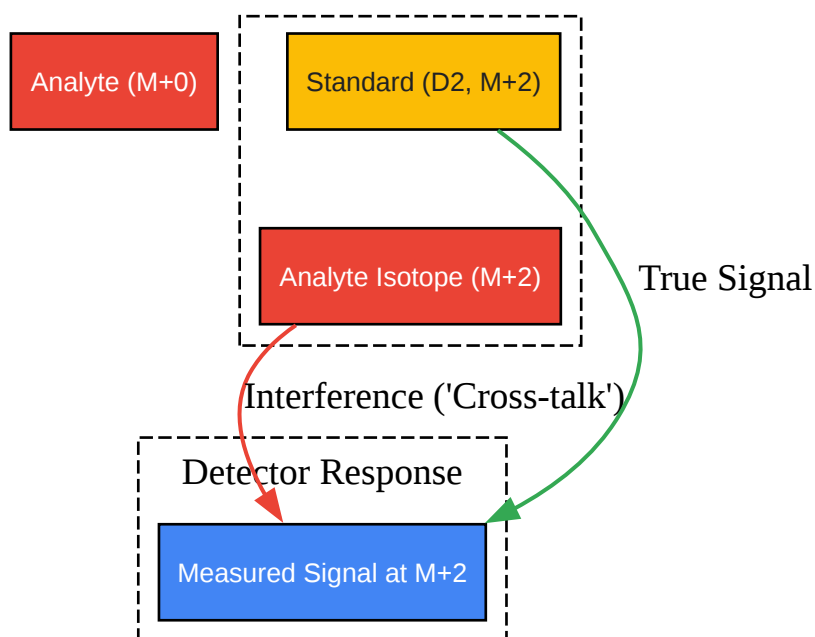 Analyte (M+0)
Standard (D2, M+2)
Analyte Isotope (M+2)
True Signal
Interference ('Cross-talk')
Detector Response
Measured Signal at M+2